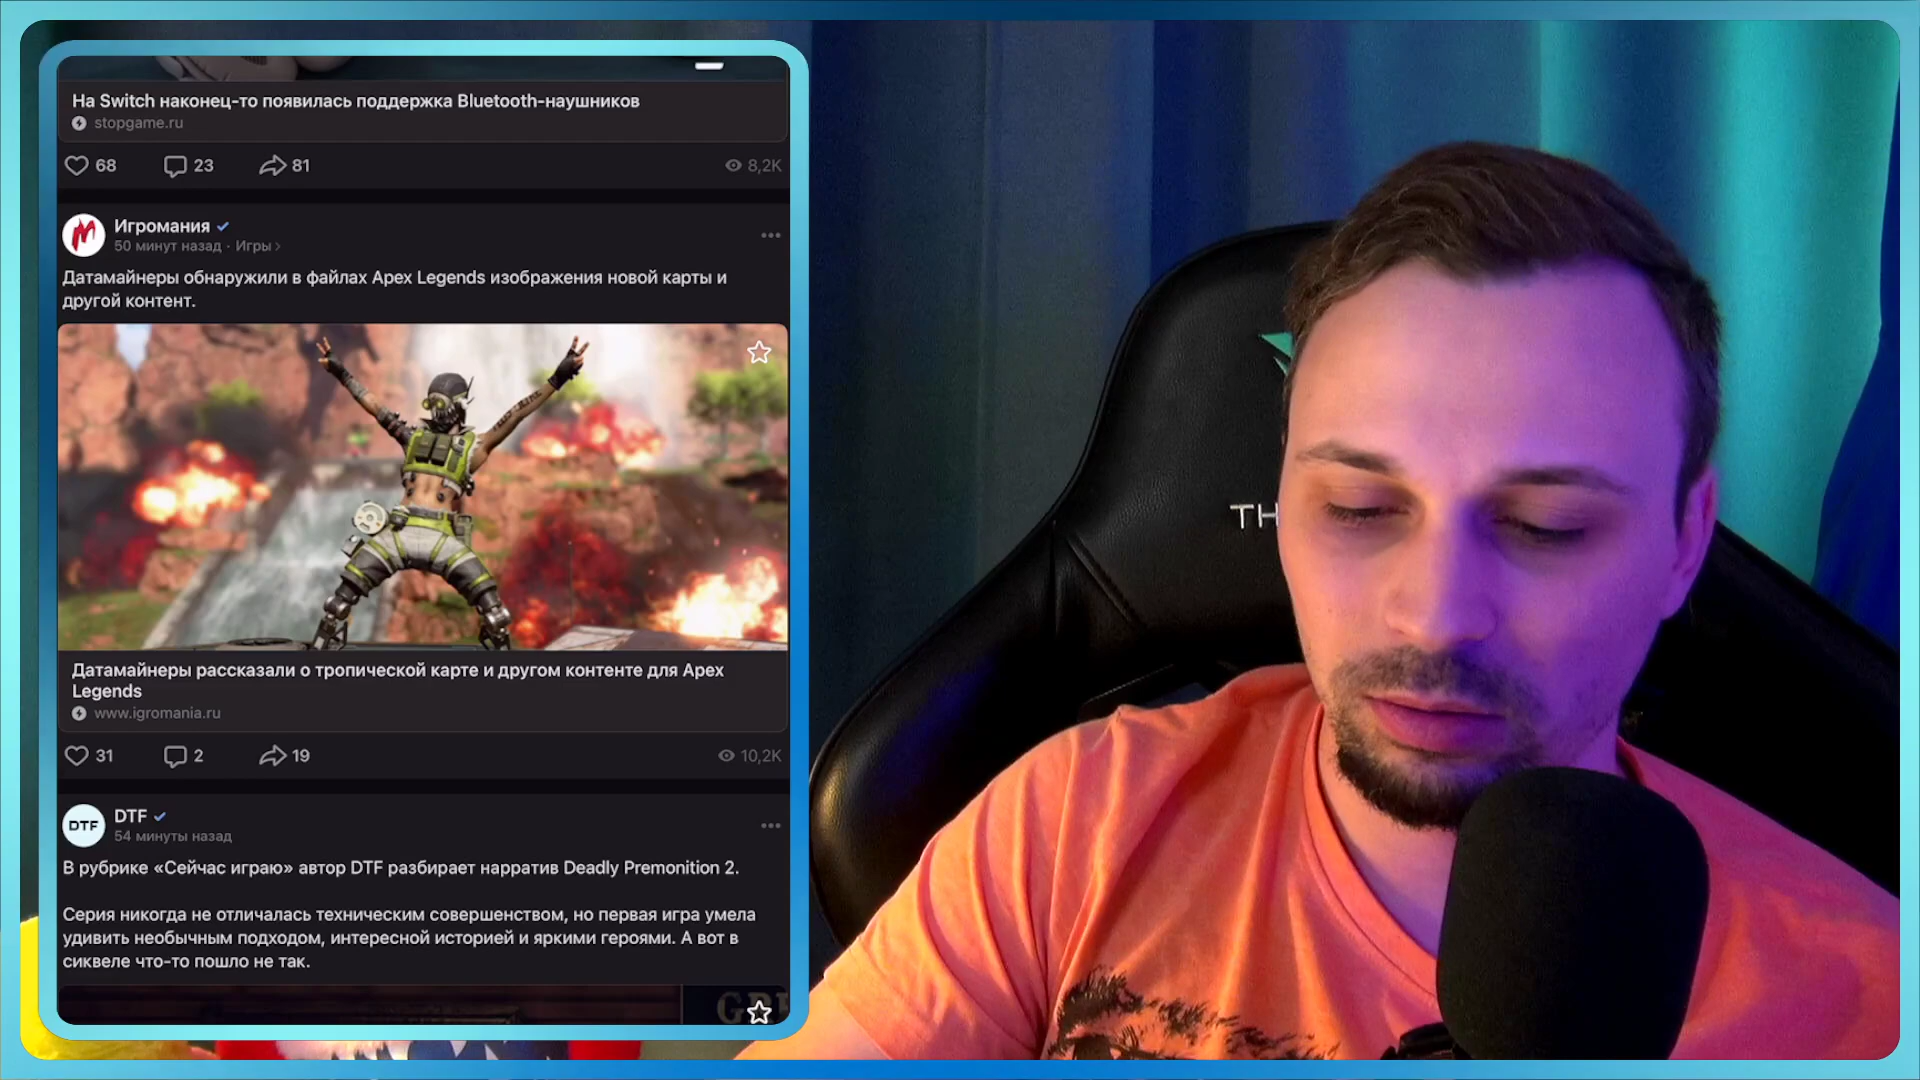 На Switch наконец-то появилась поддержка Bluetooth-наушников
stopgame.ru
68 23 81 8,2K
Игромания
50 минут назад · Игры
Датамайнеры обнаружили в файлах Apex Legends изображения новой карты и
другой контент.
Датамайнеры рассказали о тропической карте и другом контенте для Apex
Legends
www.igromania.ru
31 2 19 10,2K
DTF
DTF
54 минуты назад
В рубрике «Сейчас играю» автор DTF разбирает нарратив Deadly Premonition 2.
Серия никогда не отличалась техническим совершенством, но первая игра умела
удивить необычным подходом, интересной историей и яркими героями. А вот в
сиквеле что-то пошло не так.
TH